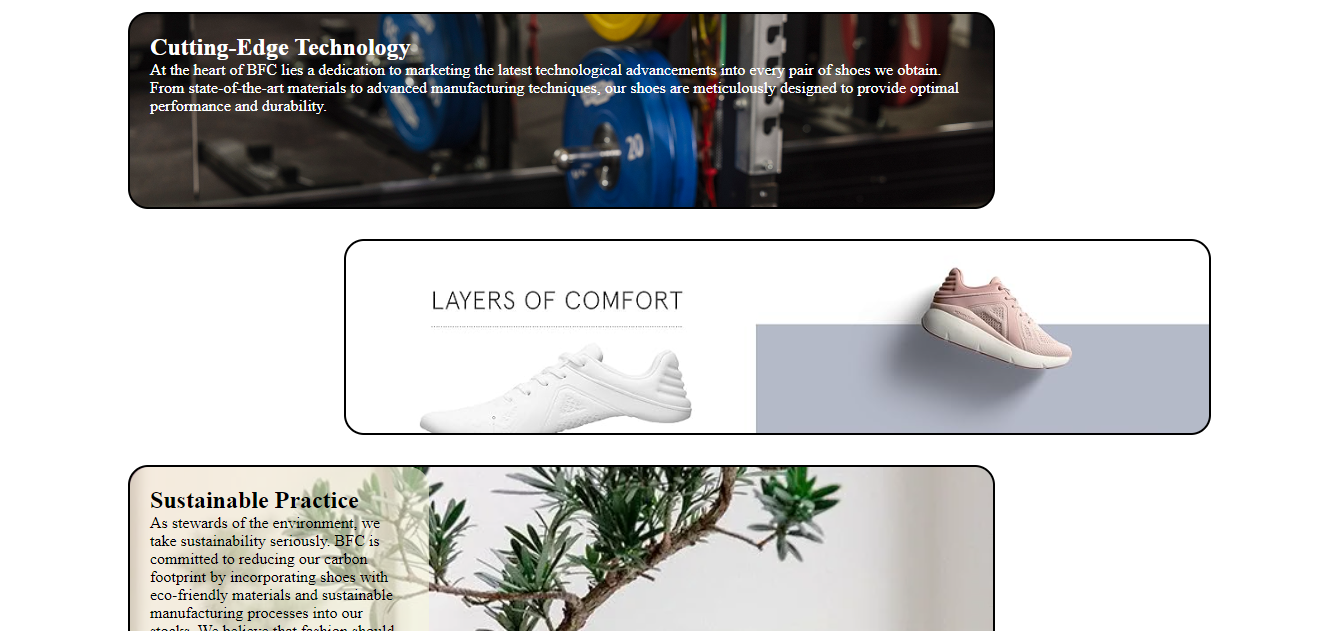 Cutting-Edge Technology
At the heart of BFC lies a dedication to marketing the latest technological advancements into every pair of shoes we obtain.
From state-of-the-art materials to advanced manufacturing techniques, our shoes are meticulously designed to provide optimal
performance and durability.
20
LAYERS OF COMFORT
Sustainable Practice
As stewards of the environment, we
take sustainability seriously. BFC is
committed to reducing our carbon
footprint by incorporating shoes with
eco-friendly materials and sustainable
manufacturing processes into our
stocks. We believe that fashion should